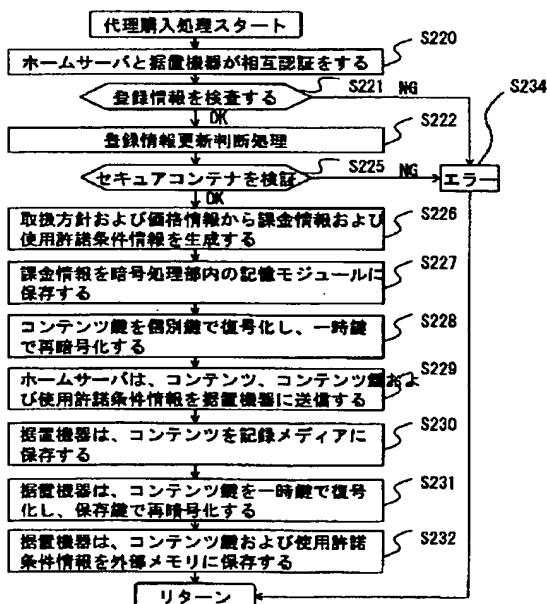 代理購入処理スタート
S220
ホームサーバと据置機器が相互認証をする
S221
NG
S234
登録情報を検査する
OK
S222
登録情報更新判断処理
S225
NG
セキュアコンテナを検証
エラー
OK
S226
取扱方針および価格情報から課金情報および
使用許諾条件情報を生成する
S227
課金情報を暗号処理部内の記憶モジュールに
保存する
S228
コンテンツ鍵を個別鍵で復号化し、一時鍵
で再暗号化する
S229
ホームサーバは、コンテンツ、コンテンツ鍵およ
び使用許諾条件情報を据置機器に送信する
S230
据置機器は、コンテンツを記録メディアに
保存する
S231
据置機器は、コンテンツ鍵を一時鍵で復号
化し、保存鍵で再暗号化する
S232
据置機器は、コンテンツ鍵および使用許諾
条件情報を外部メモリに保存する
リターン